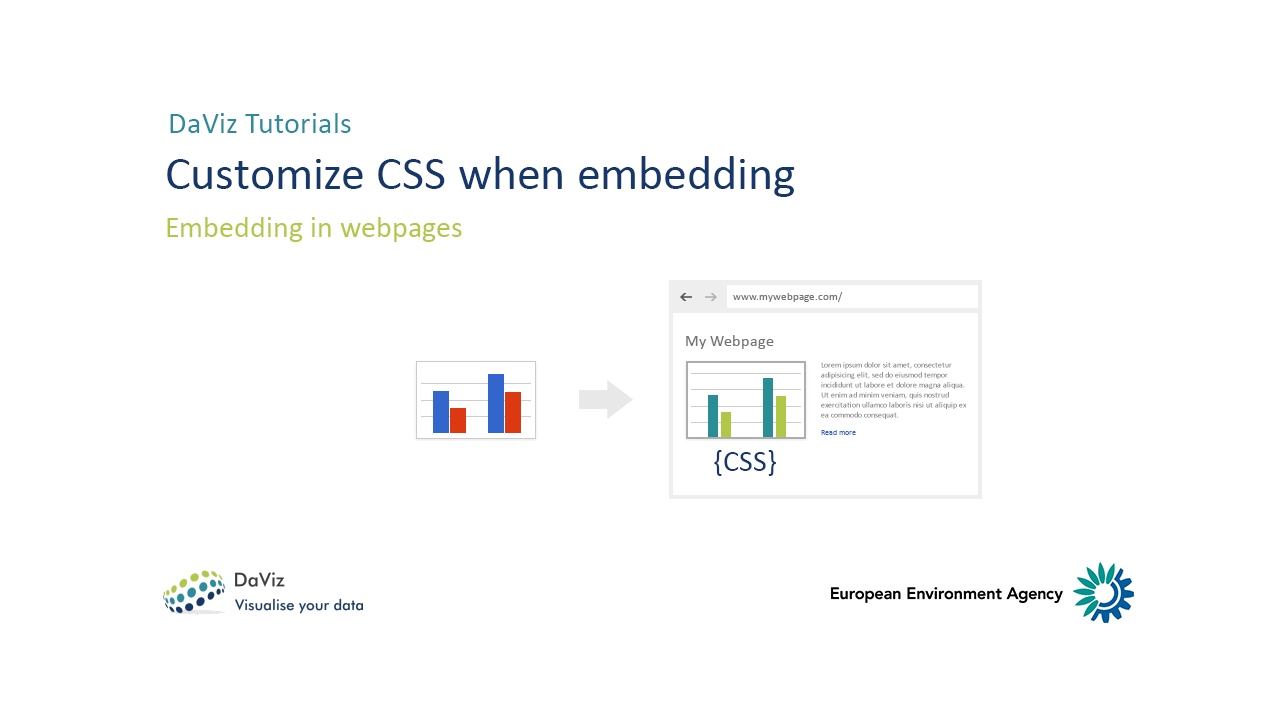 DaViz Tutorials
Customize CSS when embedding
Embedding in webpages
www.mywebpage.com/
My Webpage
Lorem ipsum dolor sit amet, consectetur
adipisicing elit, sed do eiusmod tempor
incididunt ut labore et dolore magna aliqua.
Ut enim ad minim veniam, quis nostrud
exercitation ullamco laboris nisi ut aliquip ex
ea commodo consequat.
Read more
{CSS}
DaViz
Visualise your data
European Environment Agency